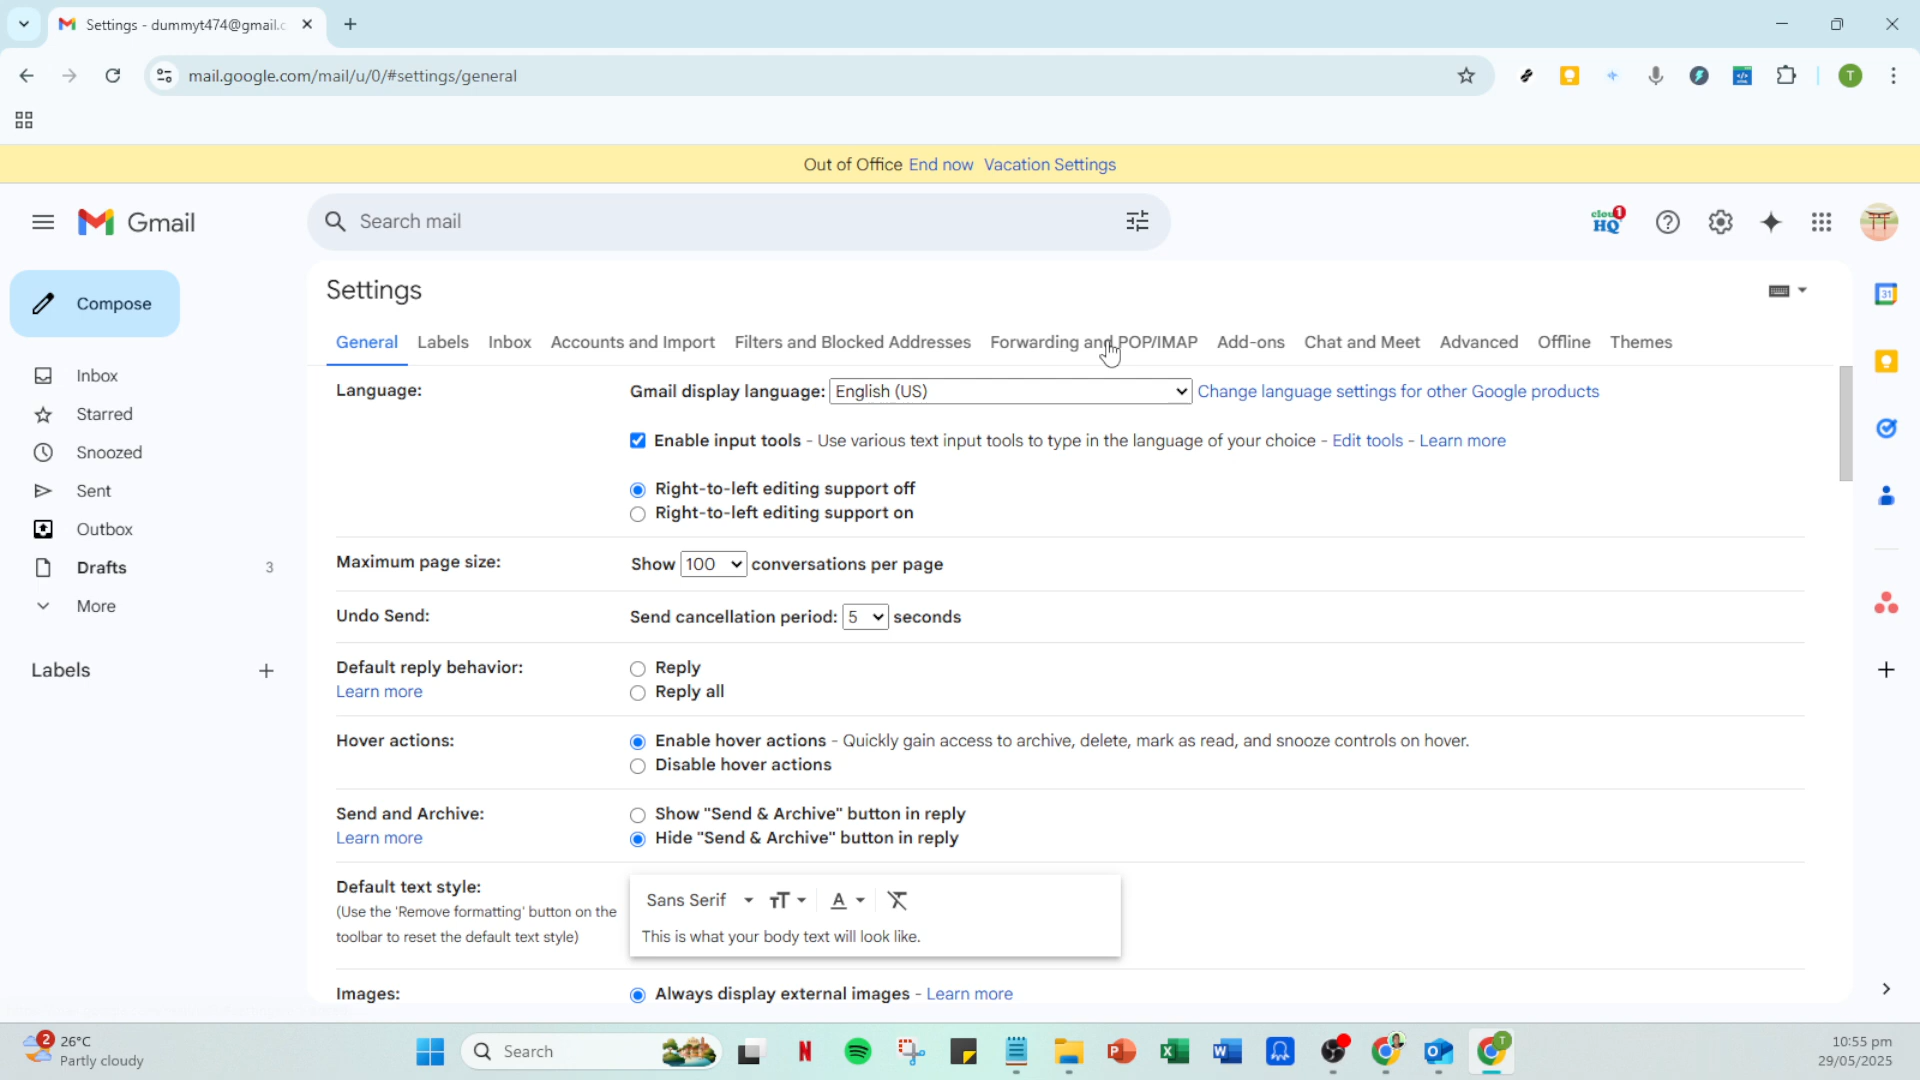 Settings - dummyt474@gmail.c
mail.google.com/mail/u/0/#settings/general
Out of Office End now Vacation Settings
Gmail
Search mail
cloud HQ 1
Compose
Inbox
Starred
Snoozed
Sent
Outbox
Drafts 3
More
Labels
Settings
General Labels Inbox Accounts and Import Filters and Blocked Addresses Forwarding and POP/IMAP Add-ons Chat and Meet Advanced Offline Themes
Language: Gmail display language: English (US) Change language settings for other Google products
Enable input tools - Use various text input tools to type in the language of your choice - Edit tools - Learn more
Right-to-left editing support off
Right-to-left editing support on
Maximum page size: Show 100 conversations per page
Undo Send: Send cancellation period: 5 seconds
Default reply behavior: Reply
Learn more Reply all
Hover actions: Enable hover actions - Quickly gain access to archive, delete, mark as read, and snooze controls on hover.
Disable hover actions
Send and Archive: Show "Send & Archive" button in reply
Learn more Hide "Send & Archive" button in reply
Default text style: Sans Serif
(Use the 'Remove formatting' button on the
toolbar to reset the default text style) This is what your body text will look like.
Images: Always display external images - Learn more
31
T
2
26°C
Partly cloudy
Search
10:55 pm
29/05/2025